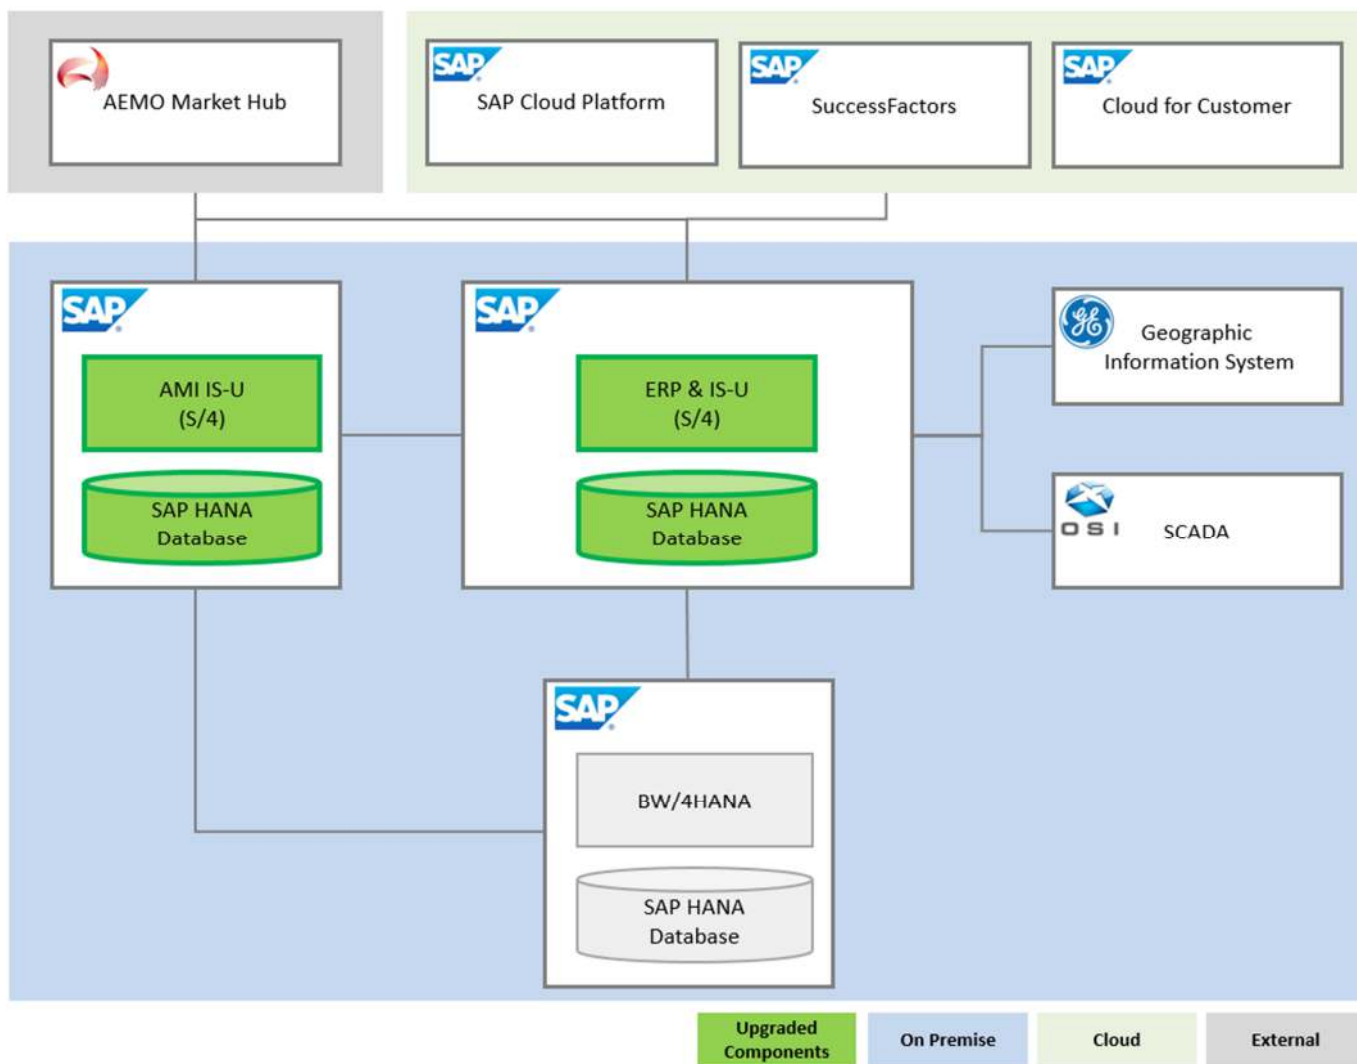 AEMO Market Hub
SAP
SAP Cloud Platform
SAP
SuccessFactors
SAP
Cloud for Customer
SAP
AMI IS-U
(S/4)
SAP HANA
Database
SAP
ERP & IS-U
(S/4)
SAP HANA
Database
GE
Geographic
Information System
OSI
SCADA
SAP
BW/4HANA
SAP HANA
Database
Upgraded
Components
On Premise
Cloud
External